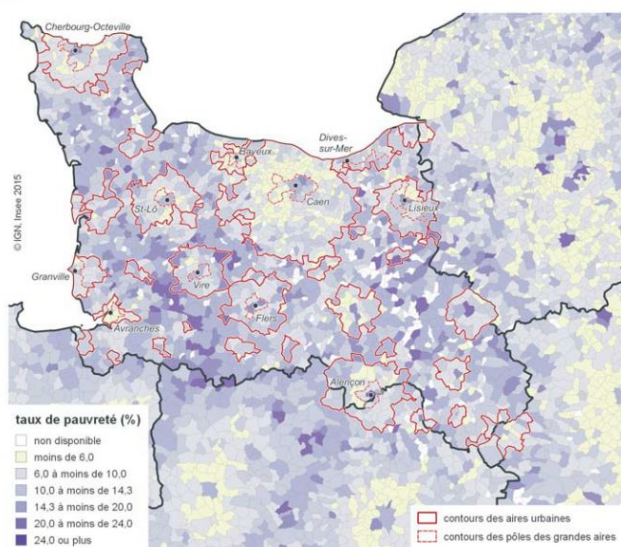 Cherbourg-Octeville
Dives-
sur-Mer
Bayeux
Caen
Lisieux
St-Lô
© IGN, Insee 2015
Granville
Vire
Flers
Avranches
Alençon
taux de pauvreté (%)
non disponible
moins de 6,0
6,0 à moins de 10,0
10,0 à moins de 14,3
14,3 à moins de 20,0
20,0 à moins de 24,0
24,0 ou plus
contours des aires urbaines
contours des pôles des grandes aires